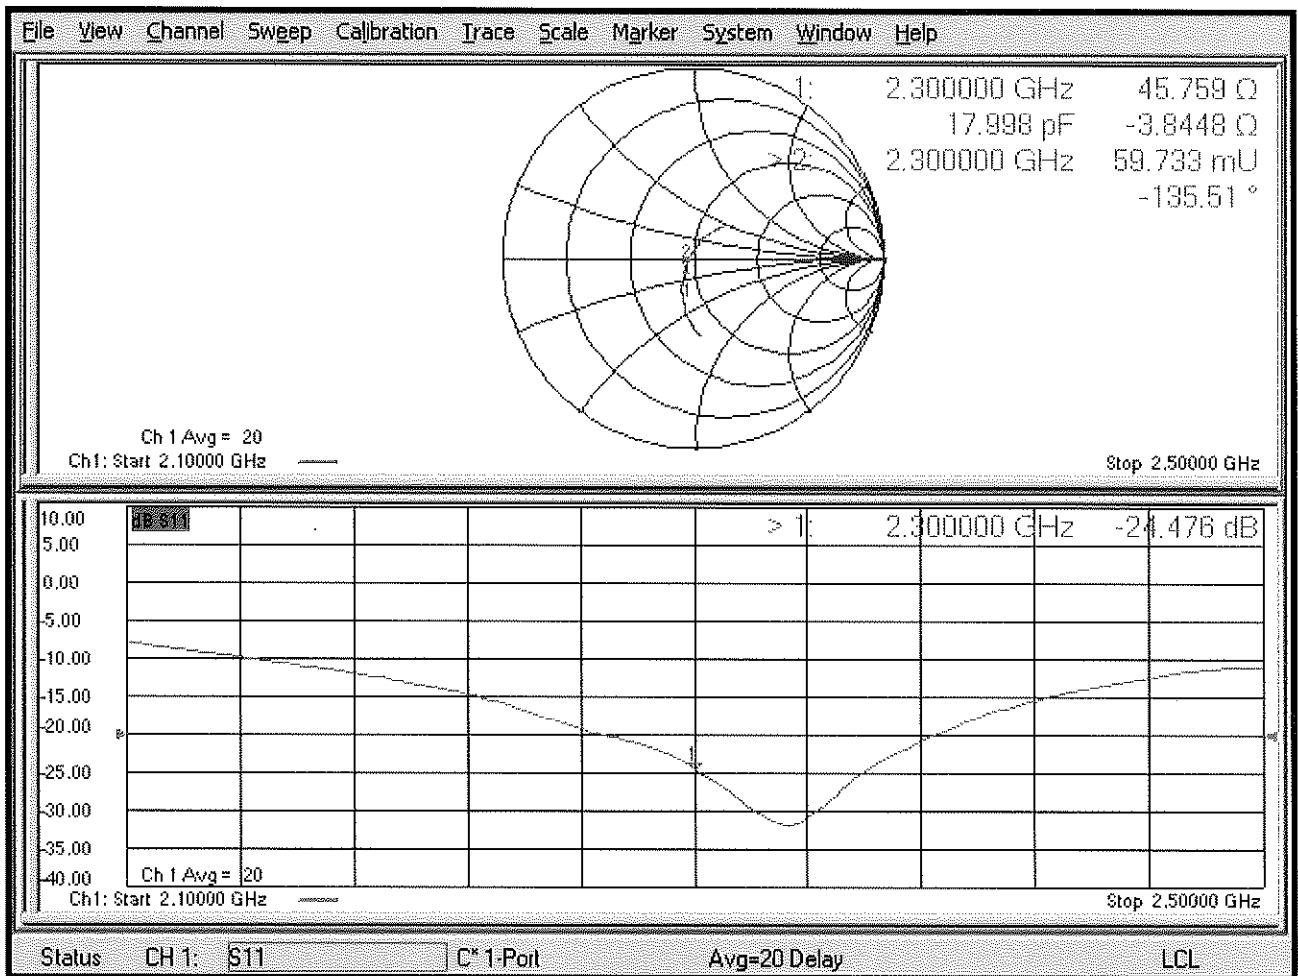 File View Channel Sweep Calibration Trace Scale Marker System Window Help
1: 2.300000 GHz 45.759 Ω
17.998 pF -3.8448 Ω
> 2: 2.300000 GHz 59.733 mU
-135.51 °
2
1
Ch 1 Avg = 20
Ch1: Start 2.10000 GHz
Stop 2.50000 GHz
10.00
dB S11
> 1: 2.300000 GHz -24.476 dB
5.00
0.00
-5.00
-10.00
-15.00
-20.00
1
-25.00
-30.00
-35.00
-40.00
Ch 1 Avg = 20
Ch1: Start 2.10000 GHz
Stop 2.50000 GHz
Status CH 1: S11 C* 1-Port Avg=20 Delay LCL